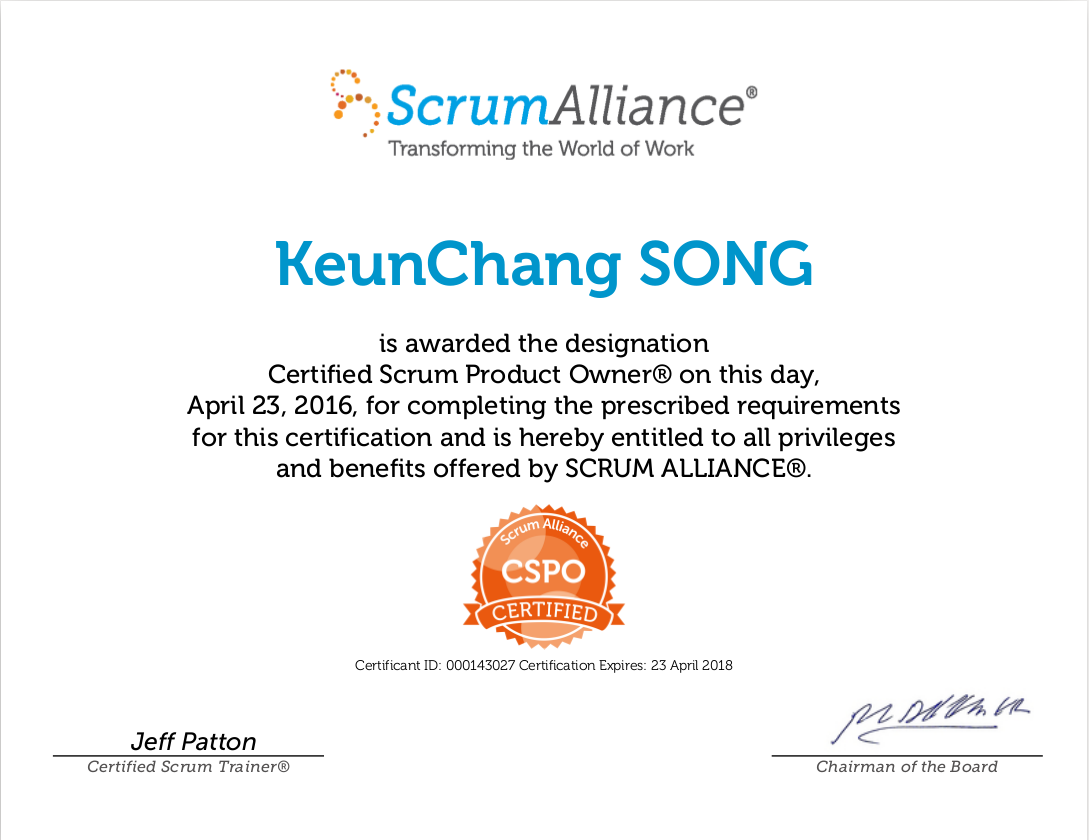 ScrumAlliance®
Transforming the World of Work
KeunChang SONG
is awarded the designation
Certified Scrum Product Owner® on this day,
April 23, 2016, for completing the prescribed requirements
for this certification and is hereby entitled to all privileges
and benefits offered by SCRUM ALLIANCE®.
Scrum Alliance
CSPO
CERTIFIED
Certificant ID: 000143027 Certification Expires: 23 April 2018
Jeff Patton
Certified Scrum Trainer®
Chairman of the Board